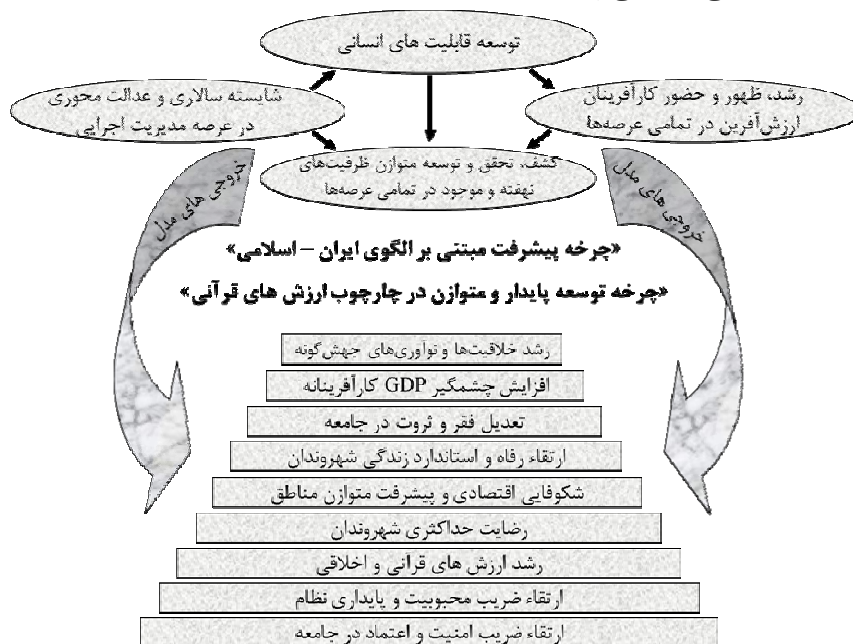 توسعه قابلیت های انسانی
رشد، ظهور و حضور کارآفرینان
ارزش‌آفرین در تمامی عرصه‌ها
شایسته سالاری و عدالت محوری
در عرصه مدیریت اجرایی
کشف، تحقق و توسعه متوازن ظرفیت‌های
نهفته و موجود در تمامی عرصه‌ها
خروجی های مدل
خروجی های مدل
«چرخه پیشرفت مبتنی بر الگوی ایران – اسلامی»
«چرخه توسعه پایدار و متوازن در چارچوب ارزش های قرآنی»
رشد خلاقیت‌ها و نوآوری‌های جهش‌گونه
افزایش چشمگیر GDP کارآفرینانه
تعدیل فقر و ثروت در جامعه
ارتقاء رفاه و استاندارد زندگی شهروندان
شکوفایی اقتصادی و پیشرفت متوازن مناطق
رضایت حداکثری شهروندان
رشد ارزش های قرآنی و اخلاقی
ارتقاء ضریب محبوبیت و پایداری نظام
ارتقاء ضریب امنیت و اعتماد در جامعه